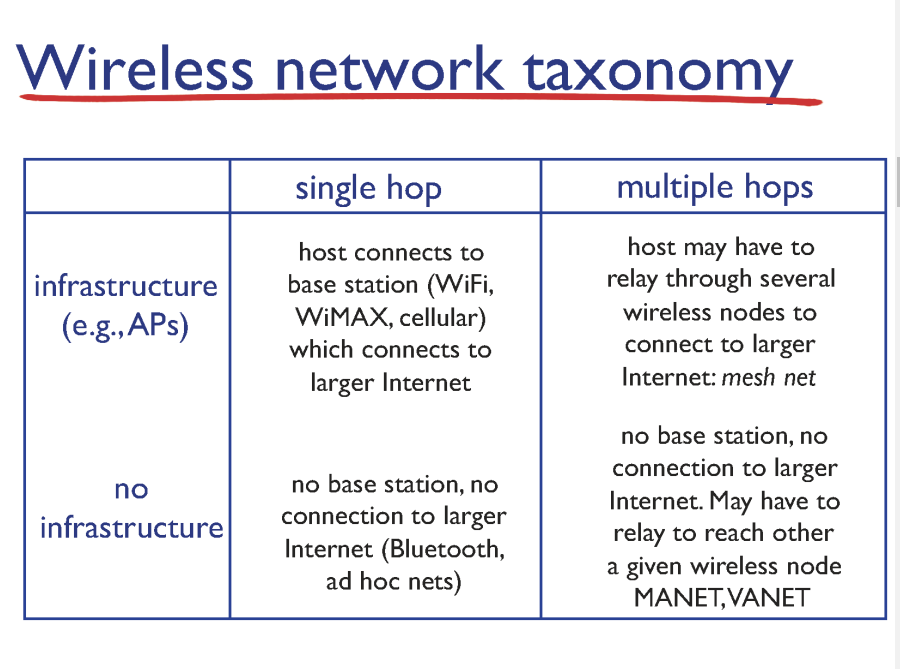 Wireless network taxonomy
single hop
multiple hops
infrastructure
(e.g., APs)
host connects to
base station (WiFi,
WiMAX, cellular)
which connects to
larger Internet
host may have to
relay through several
wireless nodes to
connect to larger
Internet: mesh net
no
infrastructure
no base station, no
connection to larger
Internet (Bluetooth,
ad hoc nets)
no base station, no
connection to larger
Internet. May have to
relay to reach other
a given wireless node
MANET, VANET